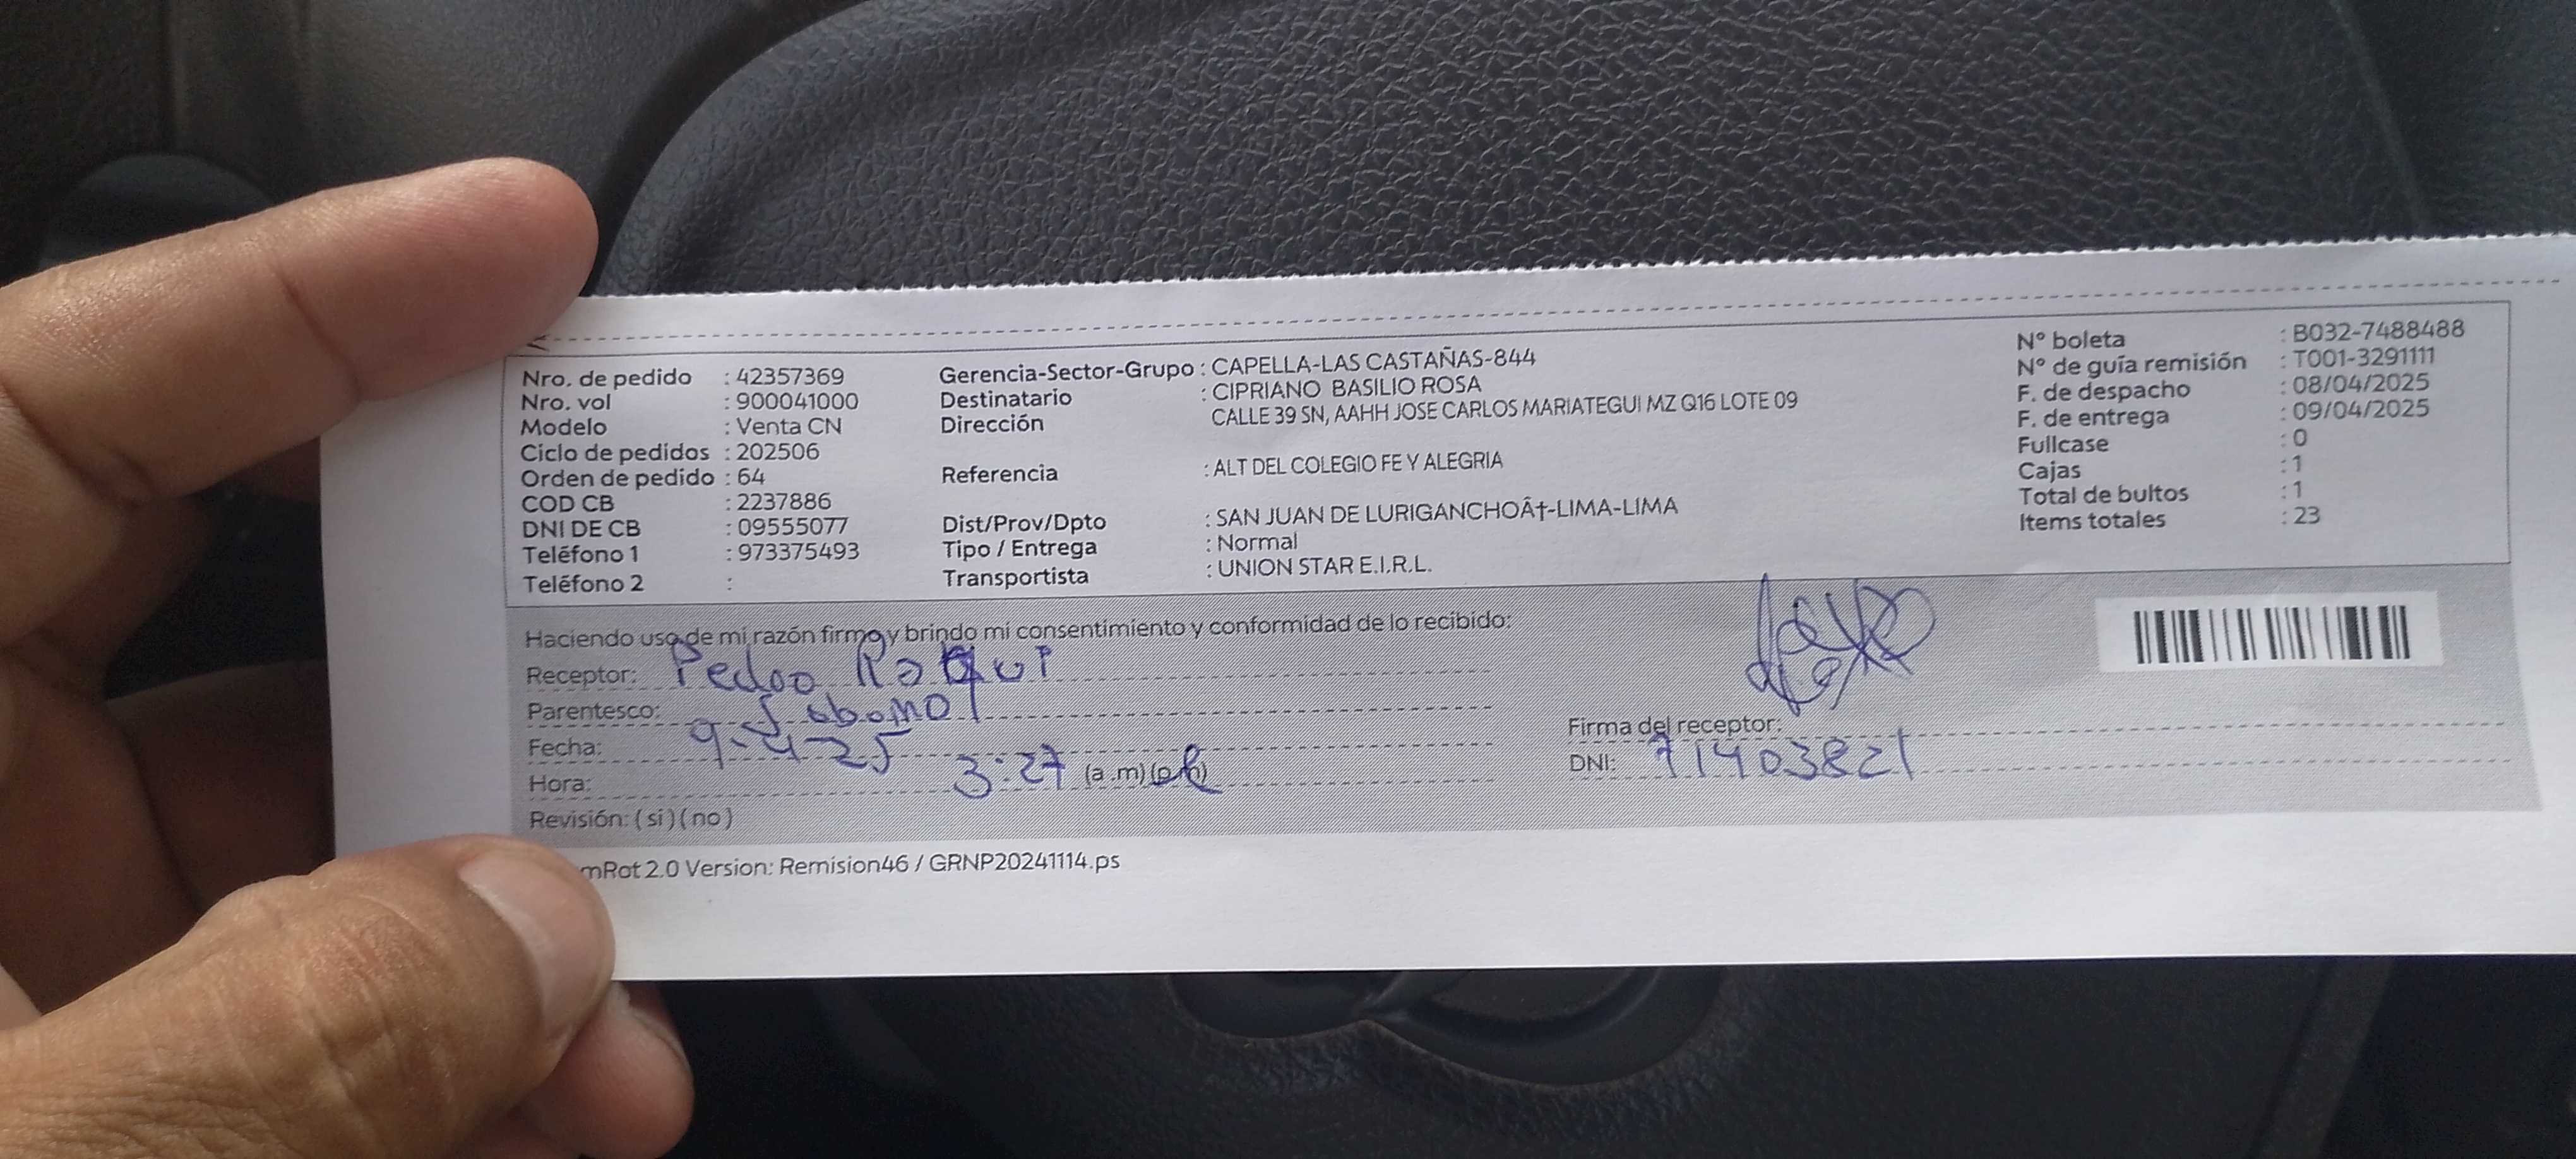 Nro. de pedido : 42357369
Nro. vol : 900041000
Modelo : Venta CN
Ciclo de pedidos : 202506
Orden de pedido : 64
COD CB : 2237886
DNI DE CB : 09555077
Teléfono 1 : 973375493
Teléfono 2 :
Gerencia-Sector-Grupo : CAPELLA-LAS CASTAÑAS-844
Destinatario : CIPRIANO BASILIO ROSA
Dirección CALLE 39 SN, AAHH JOSE CARLOS MARIATEGUI MZ Q16 LOTE 09
Referencia : ALT DEL COLEGIO FE Y ALEGRIA
Dist/Prov/Dpto : SAN JUAN DE LURIGANCHOÂ†-LIMA-LIMA
Tipo / Entrega : Normal
Transportista : UNION STAR E.I.R.L.
N° boleta : B032-7488488
N° de guía remisión : T001-3291111
F. de despacho : 08/04/2025
F. de entrega : 09/04/2025
Fullcase : 0
Cajas : 1
Total de bultos : 1
Items totales : 23
Haciendo uso de mi razón firmo y brindo mi consentimiento y conformidad de lo recibido:
Receptor: Pedro
Parentesco:
Fecha: 9-4-25
Hora: 3:27 (a.m)
Revisión: (si) (no)
Firma del receptor:
DNI: 71403821
mRot 2.0 Version: Remision46 / GRNP20241114.ps